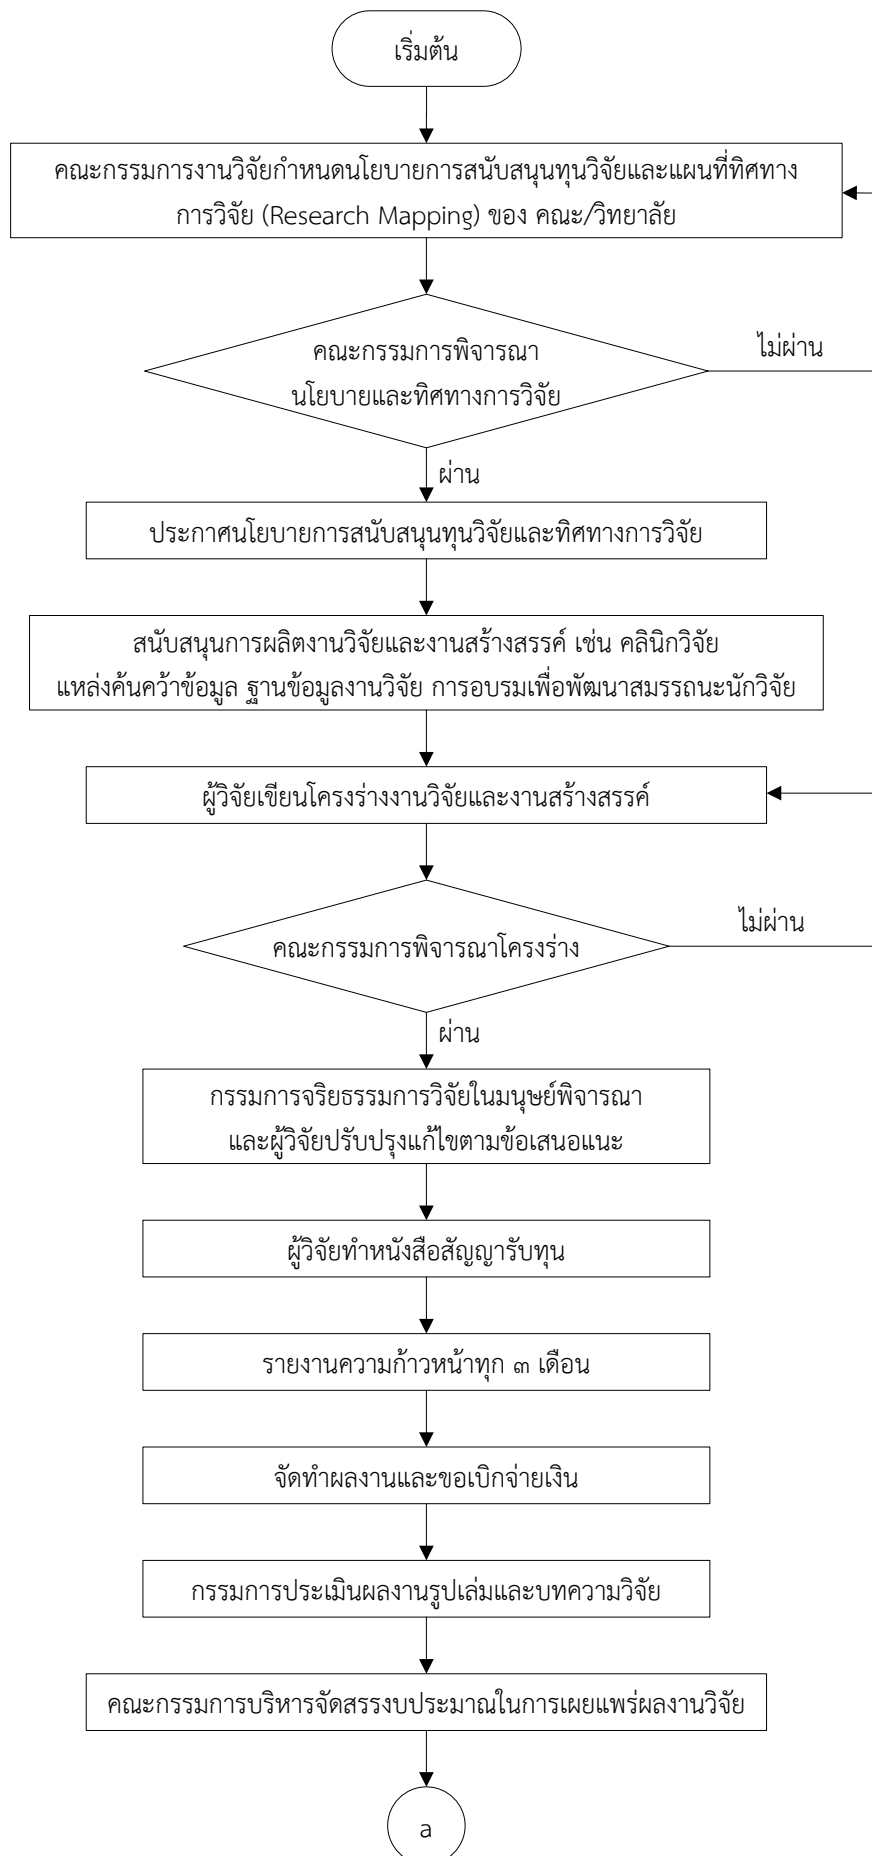 เริ่มต้น
คณะกรรมการงานวิจัยกำหนดนโยบายการสนับสนุนทุนวิจัยและแผนที่ทิศทาง
การวิจัย (Research Mapping) ของ คณะ/วิทยาลัย
คณะกรรมการพิจารณา
นโยบายและทิศทางการวิจัย
ไม่ผ่าน
ผ่าน
ประกาศนโยบายการสนับสนุนทุนวิจัยและทิศทางการวิจัย
สนับสนุนการผลิตงานวิจัยและงานสร้างสรรค์ เช่น คลินิกวิจัย
แหล่งค้นคว้าข้อมูล ฐานข้อมูลงานวิจัย การอบรมเพื่อพัฒนาสมรรถนะนักวิจัย
ผู้วิจัยเขียนโครงร่างงานวิจัยและงานสร้างสรรค์
คณะกรรมการพิจารณาโครงร่าง
ไม่ผ่าน
ผ่าน
กรรมการจริยธรรมการวิจัยในมนุษย์พิจารณา
และผู้วิจัยปรับปรุงแก้ไขตามข้อเสนอแนะ
ผู้วิจัยทำหนังสือสัญญารับทุน
รายงานความก้าวหน้าทุก ๓ เดือน
จัดทำผลงานและขอเบิกจ่ายเงิน
กรรมการประเมินผลงานรูปเล่มและบทความวิจัย
คณะกรรมการบริหารจัดสรรงบประมาณในการเผยแพร่ผลงานวิจัย
a